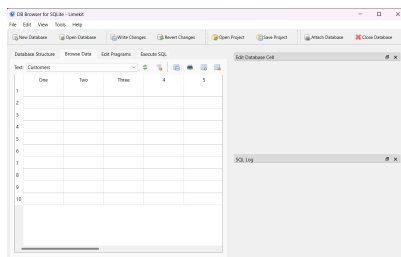 DB Browser for SQLite - Limekit
File Edit View Tools Help
New Database Open Database Write Changes Revert Changes Open Project Save Project Attach Database Close Database
Database Structure Browse Data Edit Programs Execute SQL
Text: Customers
One Two Three 4 5
1
2
3
4
5
6
7
8
9
10
Edit Database Cell
SQL Log